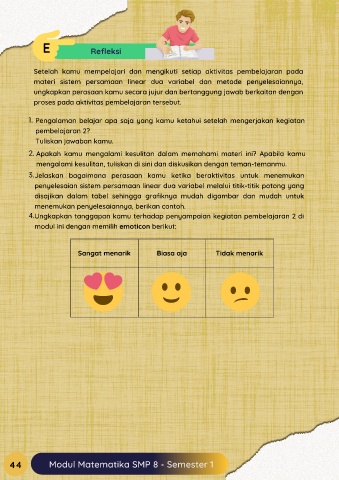 E
Refleksi
Setelah kamu mempelajari dan mengikuti setiap aktivitas pembelajaran pada
materi sistem persamaan linear dua variabel dan metode penyelesaiannya,
ungkapkan perasaan kamu secara jujur dan bertanggung jawab berkaitan dengan
proses pada aktivitas pembelajaran tersebut.
1. Pengalaman belajar apa saja yang kamu ketahui setelah mengerjakan kegiatan
pembelajaran 2?
Tuliskan jawaban kamu.
2. Apakah kamu mengalami kesulitan dalam memahami materi ini? Apabila kamu
mengalami kesulitan, tuliskan di sini dan diskusikan dengan teman-temanmu.
3. Jelaskan bagaimana perasaan kamu ketika beraktivitas untuk menemukan
penyelesaian sistem persamaan linear dua variabel melalui titik-titik potong yang
disajikan dalam tabel sehingga grafiknya mudah digambar dan mudah untuk
menemukan penyelesaiannya, berikan contoh.
4. Ungkapkan tanggapan kamu terhadap penyampaian kegiatan pembelajaran 2 di
modul ini dengan memilih emoticon berikut:
Sangat menarik Biasa aja Tidak menarik
44 Modul Matematika SMP 8 - Semester 1